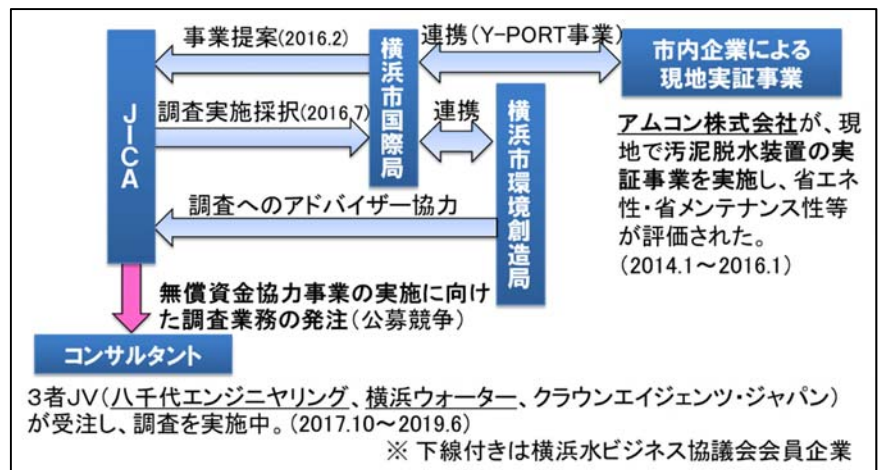 事業提案(2016.2)
連携(Y-PORT事業)
市内企業による
現地実証事業
JICA
横浜市国際局
調査実施採択(2016.7)
連携
横浜市環境創造局
アムコン株式会社が、現
地で汚泥脱水装置の実
証事業を実施し、省エネ
性・省メンテナンス性等
が評価された。
(2014.1～2016.1)
調査へのアドバイザー協力
無償資金協力事業の実施に向け
た調査業務の発注(公募競争)
コンサルタント
3者JV(八千代エンジニヤリング、横浜ウォーター、クラウンエイジェンツ・ジャパン)
が受注し、調査を実施中。(2017.10～2019.6)
※ 下線付きは横浜水ビジネス協議会会員企業